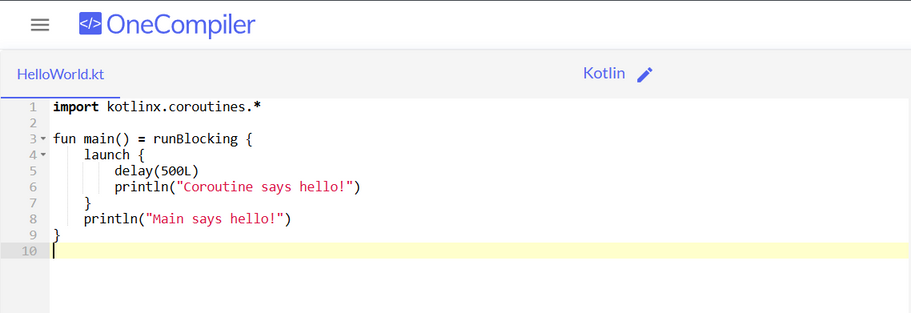 </> OneCompiler
HelloWorld.kt Kotlin
1 import kotlinx.coroutines.*
2
3 fun main() = runBlocking {
4     launch {
5         delay(500L)
6         println("Coroutine says hello!")
7     }
8     println("Main says hello!")
9 }
10